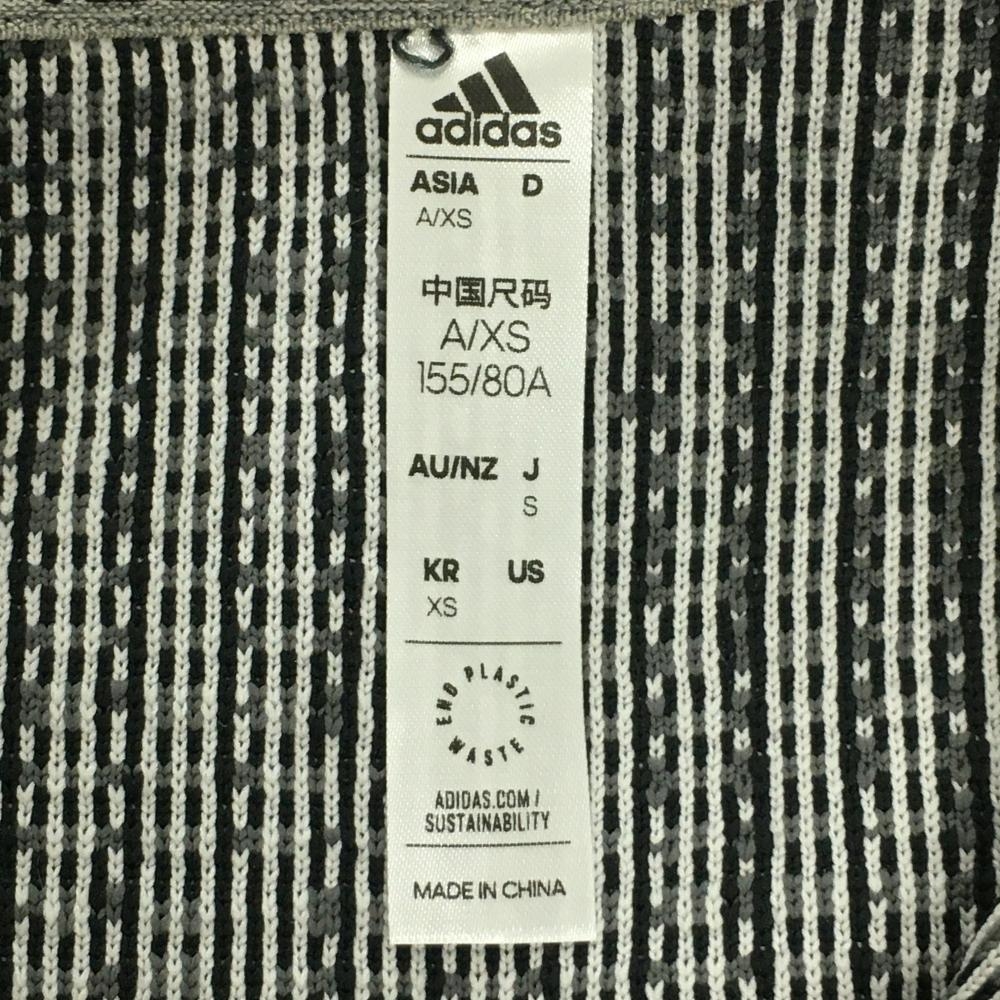 adidas
ASIA D
A/XS
中国尺码
A/XS
155/80A
AU/NZ J
S
KR US
XS
END PLASTIC WASTE
ADIDAS.COM /
SUSTAINABILITY
MADE IN CHINA